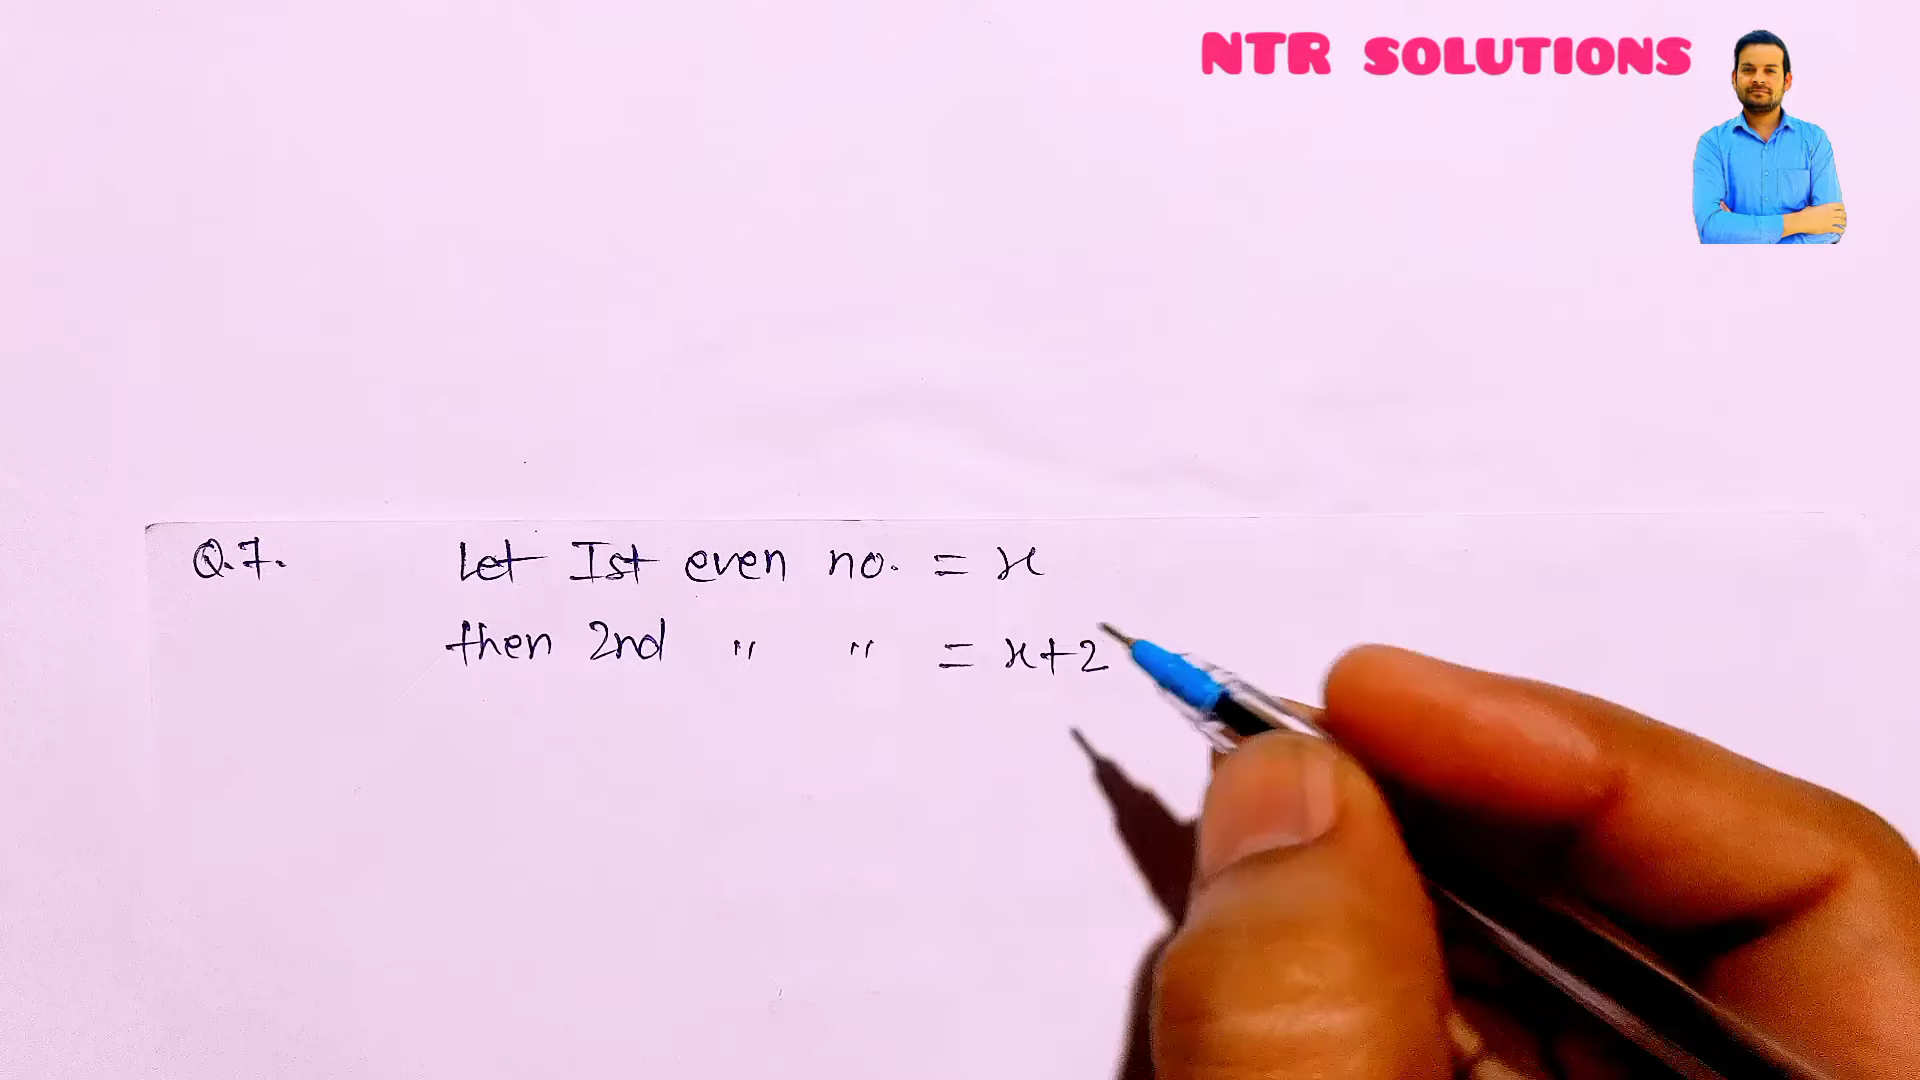 NTR SOLUTIONS
Q.7. Let Ist even no. = x
then 2nd " " = x+2